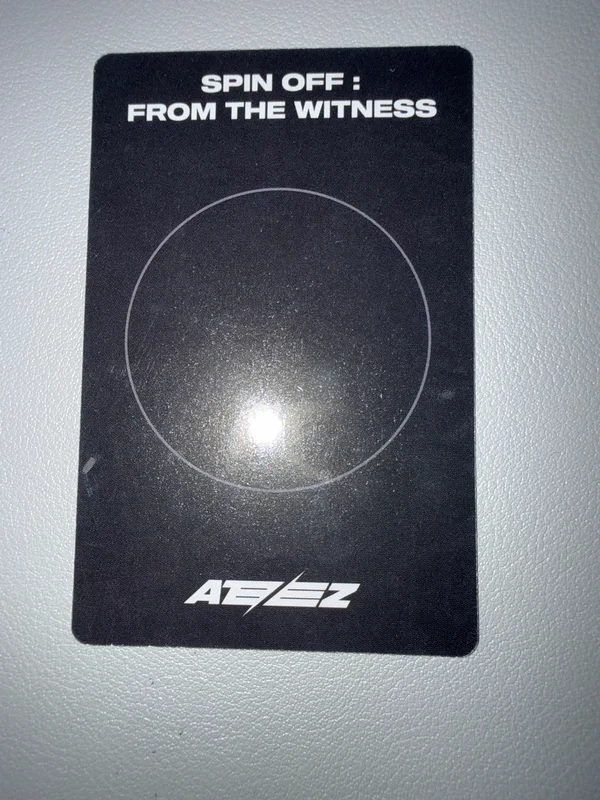 SPIN OFF :
FROM THE WITNESS
ATEEZ